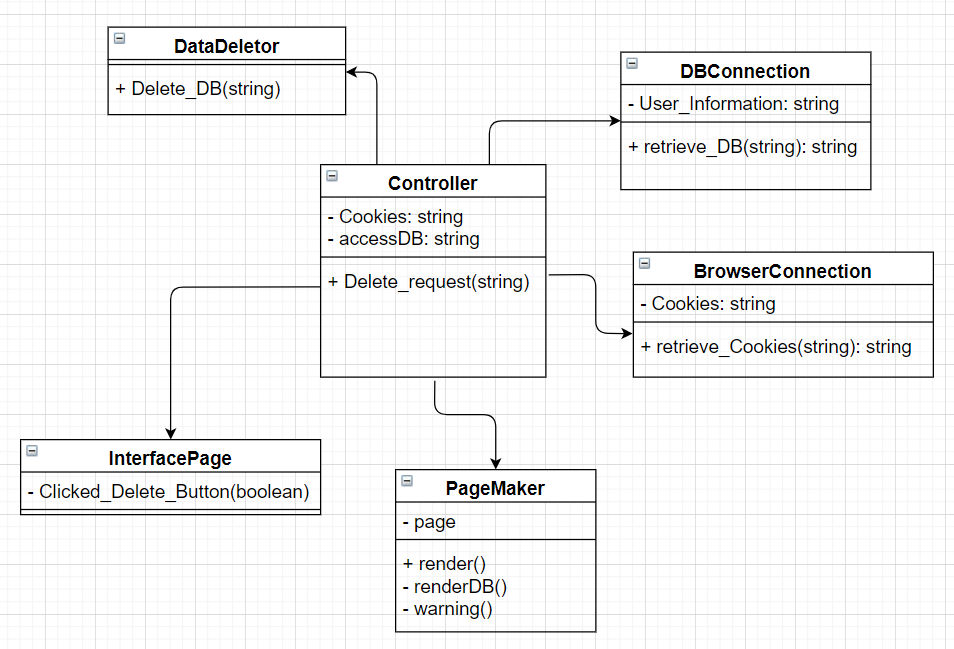 DataDeletor
+ Delete_DB(string)
DBConnection
- User_Information: string
+ retrieve_DB(string): string
Controller
- Cookies: string
- accessDB: string
+ Delete_request(string)
BrowserConnection
- Cookies: string
+ retrieve_Cookies(string): string
InterfacePage
- Clicked_Delete_Button(boolean)
PageMaker
- page
+ render()
- renderDB()
- warning()